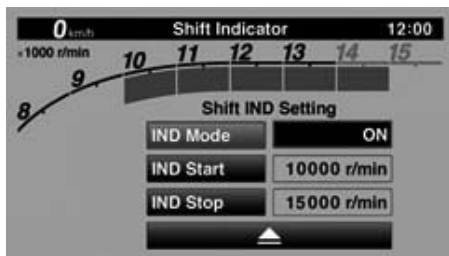 0 km/h Shift Indicator 12:00
×1000 r/min
8 9 10 11 12 13 14 15
Shift IND Setting
IND Mode ON
IND Start 10000 r/min
IND Stop 15000 r/min